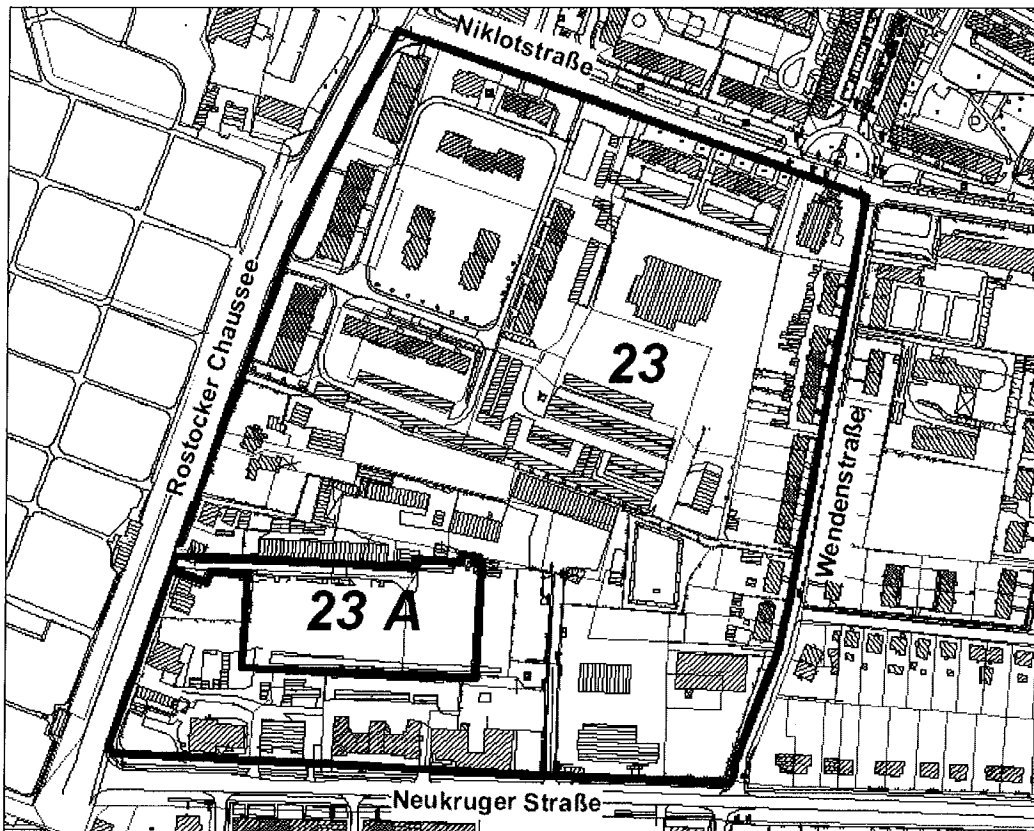 Niklotstraße
Rostocker Chaussee
23
Wendenstraße
23 A
Neukruger Straße